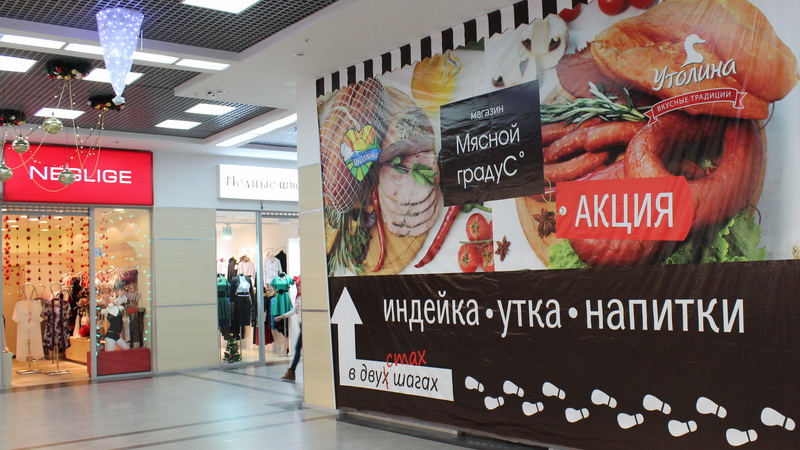 NEGLIGE
Модные
магазин
Мясной
градуС°
Утолина
ВКУСНЫЕ ТРАДИЦИИ
АКЦИЯ
ИНДЕЙКА • УТКА • НАПИТКИ
стах
в двух шагах